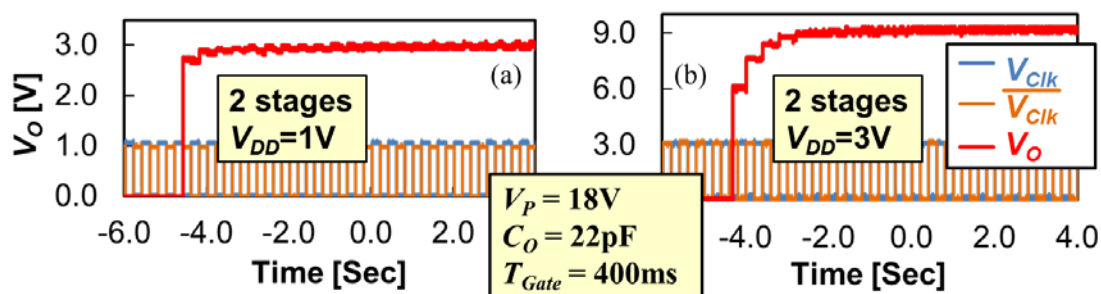 V_O [V]
3.0
2.0
1.0
0.0
(a)
2 stages
V_DD=1V
-6.0 -4.0 -2.0 0.0 2.0
Time [Sec]
9.0
6.0
3.0
(b)
2 stages
V_DD=3V
V_Clk
V̅_Clk
V_O
-4.0 -2.0 0.0 2.0 4.0
Time [Sec]
V_P = 18V
C_O = 22pF
T_Gate = 400ms